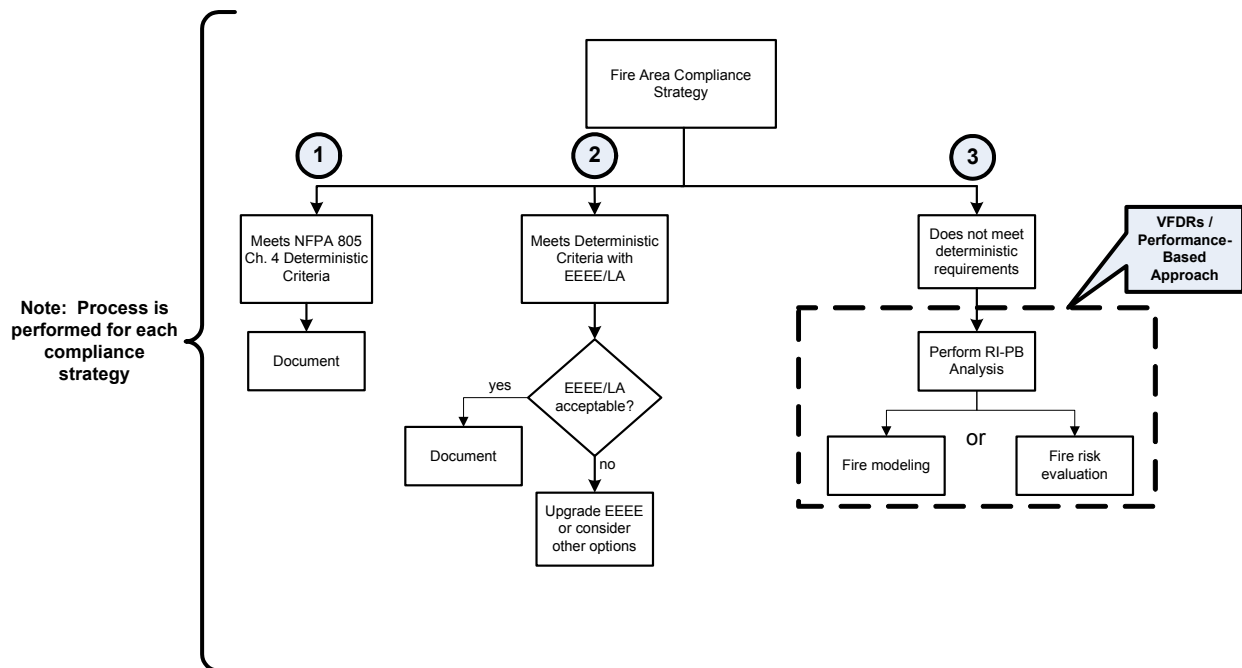 Fire Area Compliance
Strategy
1
2
3
Meets NFPA 805
Ch. 4 Deterministic
Criteria
Meets Deterministic
Criteria with
EEEE/LA
Does not meet
deterministic
requirements
VFDRs /
Performance-
Based
Approach
Note: Process is
performed for each
compliance
strategy
Document
EEEE/LA
acceptable?
yes
Document
no
Upgrade EEEE
or consider
other options
Perform RI-PB
Analysis
or
Fire modeling
Fire risk
evaluation